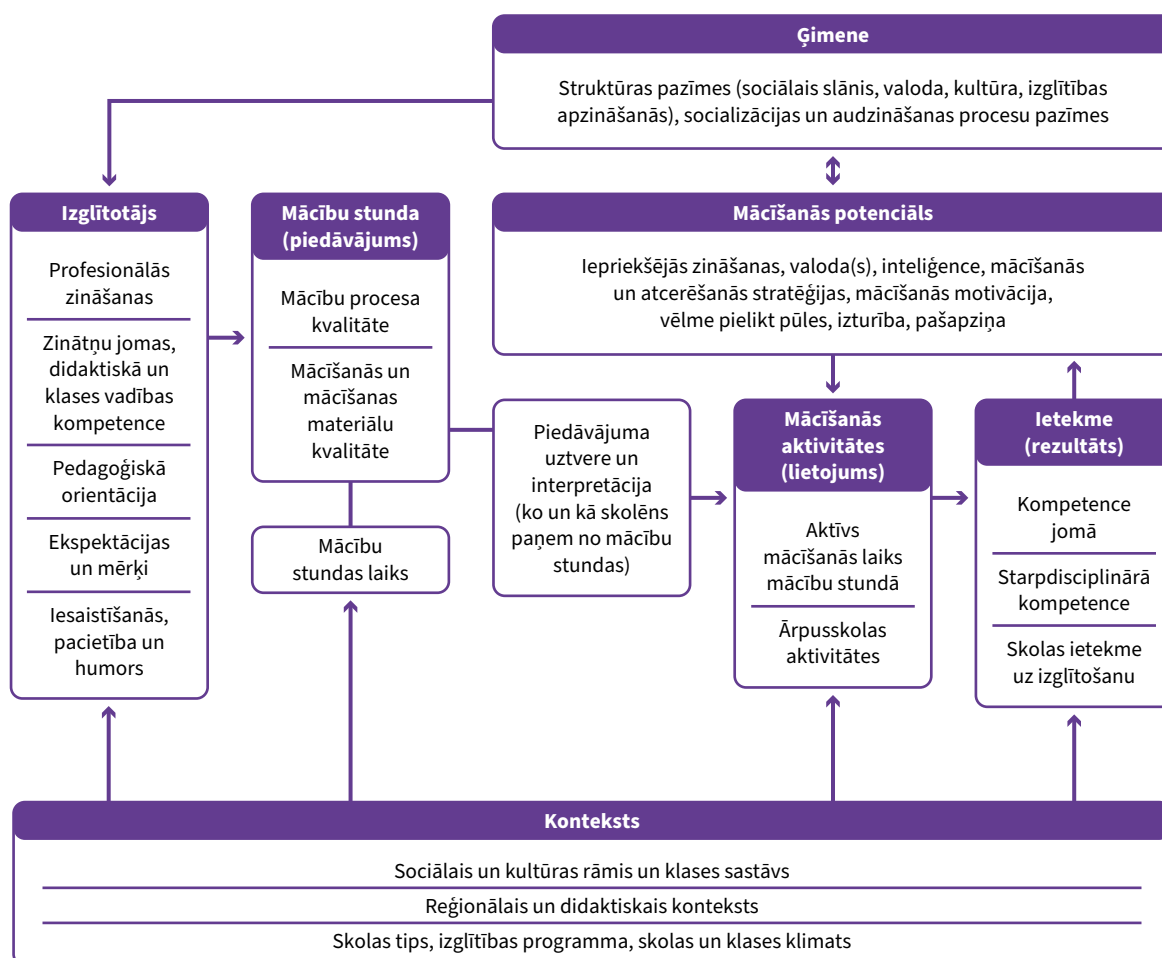 Ģimene
Struktūras pazīmes (sociālais slānis, valoda, kultūra, izglītības
apzināšanās), socializācijas un audzināšanas procesu pazīmes
Izglītotājs
Profesionālās
zināšanas
Zinātņu jomas,
didaktiskā un
klases vadības
kompetence
Pedagoģiskā
orientācija
Ekspektācijas
un mērķi
Iesaistīšanās,
pacietība un
humors
Mācību stunda
(piedāvājums)
Mācību procesa
kvalitāte
Mācīšanās un
mācīšanas
materiālu
kvalitāte
Mācību
stundas laiks
Mācīšanās potenciāls
Iepriekšējās zināšanas, valoda(s), inteliģence, mācīšanās
un atcerēšanās stratēģijas, mācīšanās motivācija,
vēlme pielikt pūles, izturība, pašapziņa
Piedāvājuma
uztvere un
interpretācija
(ko un kā skolēns
paņem no mācību
stundas)
Mācīšanās
aktivitātes
(lietojums)
Aktīvs
mācīšanās laiks
mācību stundā
Ārpusskolas
aktivitātes
Ietekme
(rezultāts)
Kompetence
jomā
Starpdisciplinārā
kompetence
Skolas ietekme
uz izglītošanu
Konteksts
Sociālais un kultūras rāmis un klases sastāvs
Reģionālais un didaktiskais konteksts
Skolas tips, izglītības programma, skolas un klases klimats